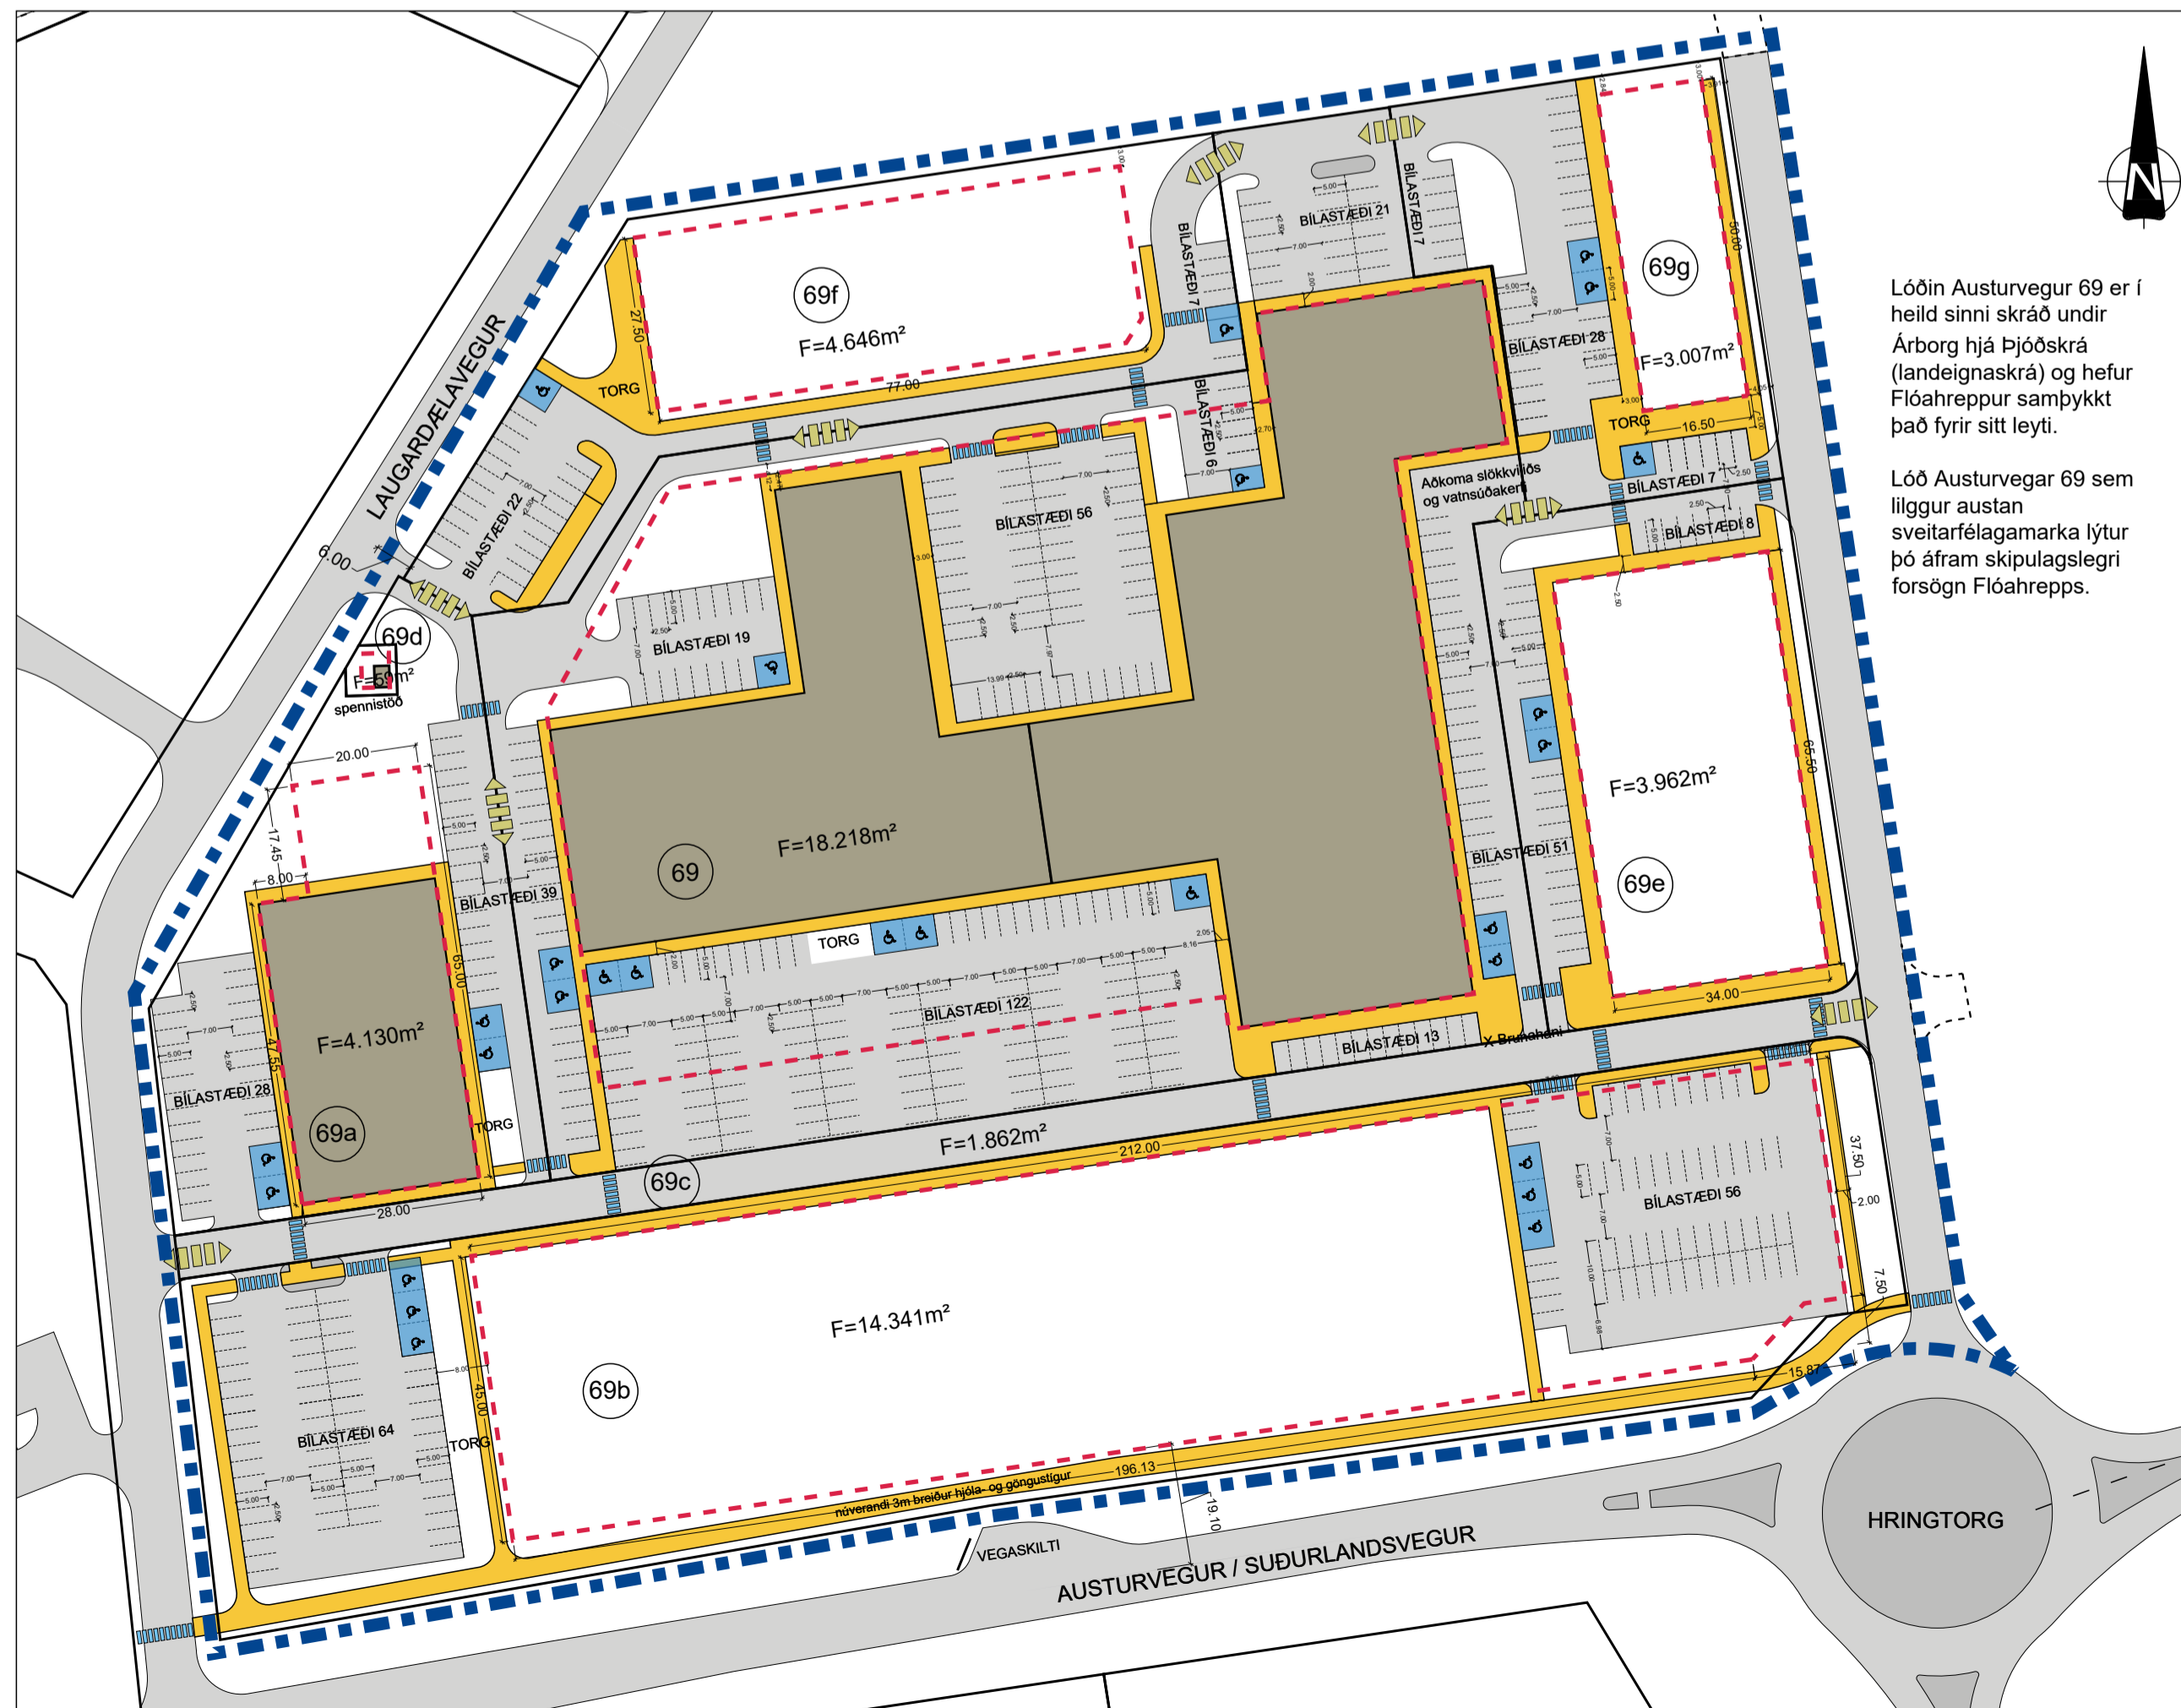 N
Lóðin Austurvegur 69 er í
heild sinni skráð undir
Árborg hjá Þjóðskrá
(landeignaskrá) og hefur
Flóahreppur samþykkt
það fyrir sitt leyti.
Lóð Austurvegar 69 sem
lilggur austan
sveitarfélagamarka lýtur
þó áfram skipulagslegri
forsögn Flóahrepps.
LAUGARDÆLAVEGUR
6.00
69f
F=4.646m²
27.50
77.00
3.00
TORG
BÍLASTÆÐI 22
BÍLASTÆÐI 7
BÍLASTÆÐI 21
BÍLASTÆÐI 7
BÍLASTÆÐI 6
69g
F=3.007m²
50.00
16.50
TORG
BÍLASTÆÐI 28
BÍLASTÆÐI 7
BÍLASTÆÐI 8
Aðkoma slökkviliðs
og vatnsúðakerfi
BÍLASTÆÐI 56
BÍLASTÆÐI 19
69d
F=59m²
spennistöð
20.00
17.45
8.00
BÍLASTÆÐI 39
65.00
47.55
F=4.130m²
69a
28.00
BÍLASTÆÐI 28
TORG
69
F=18.218m²
TORG
BÍLASTÆÐI 122
BÍLASTÆÐI 13
X Brunahani
BÍLASTÆÐI 51
F=3.962m²
69e
65.50
34.00
F=1.862m²
69c
212.00
BÍLASTÆÐI 56
37.50
2.00
7.50
15.87
F=14.341m²
69b
BÍLASTÆÐI 64
TORG
45.00
8.00
núverandi 3m breiður hjóla- og göngustígur
196.13
19.10
VEGASKILTI
AUSTURVEGUR / SUÐURLANDSVEGUR
HRINGTORG